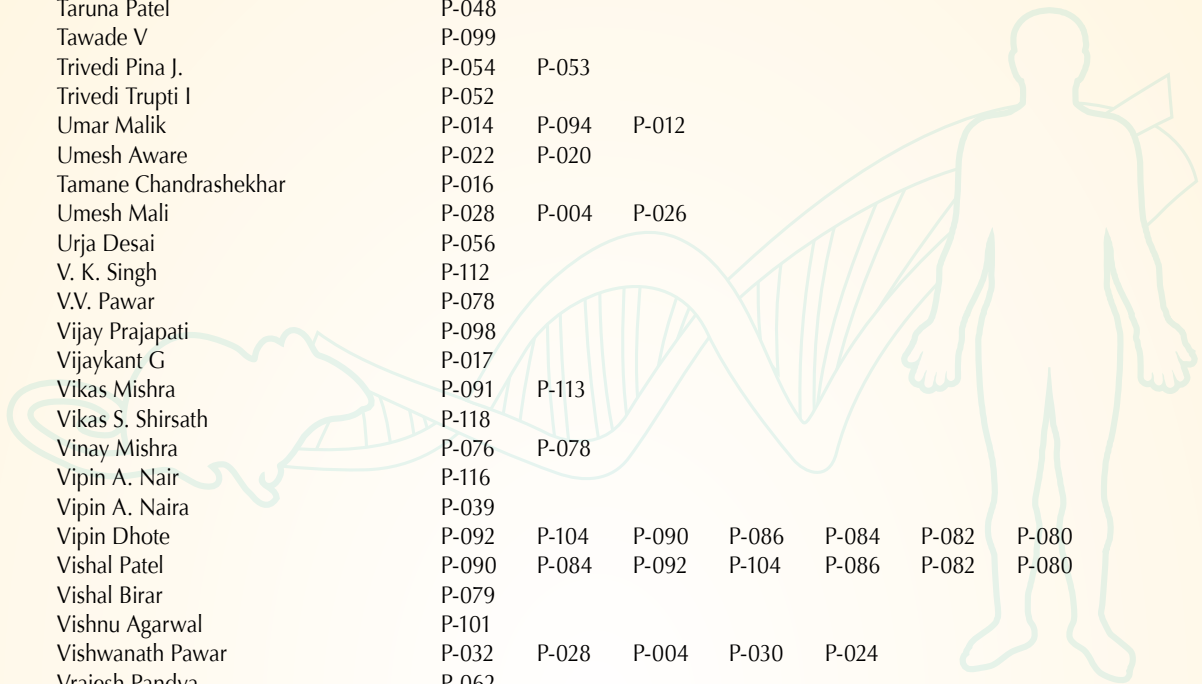 Taruna Patel P-048
Tawade V P-099
Trivedi Pina J. P-054 P-053
Trivedi Trupti I P-052
Umar Malik P-014 P-094 P-012
Umesh Aware P-022 P-020
Tamane Chandrashekhar P-016
Umesh Mali P-028 P-004 P-026
Urja Desai P-056
V. K. Singh P-112
V.V. Pawar P-078
Vijay Prajapati P-098
Vijaykant G P-017
Vikas Mishra P-091 P-113
Vikas S. Shirsath P-118
Vinay Mishra P-076 P-078
Vipin A. Nair P-116
Vipin A. Naira P-039
Vipin Dhote P-092 P-104 P-090 P-086 P-084 P-082 P-080
Vishal Patel P-090 P-084 P-092 P-104 P-086 P-082 P-080
Vishal Birar P-079
Vishnu Agarwal P-101
Vishwanath Pawar P-032 P-028 P-004 P-030 P-024
Vrajesh Pandya P-062